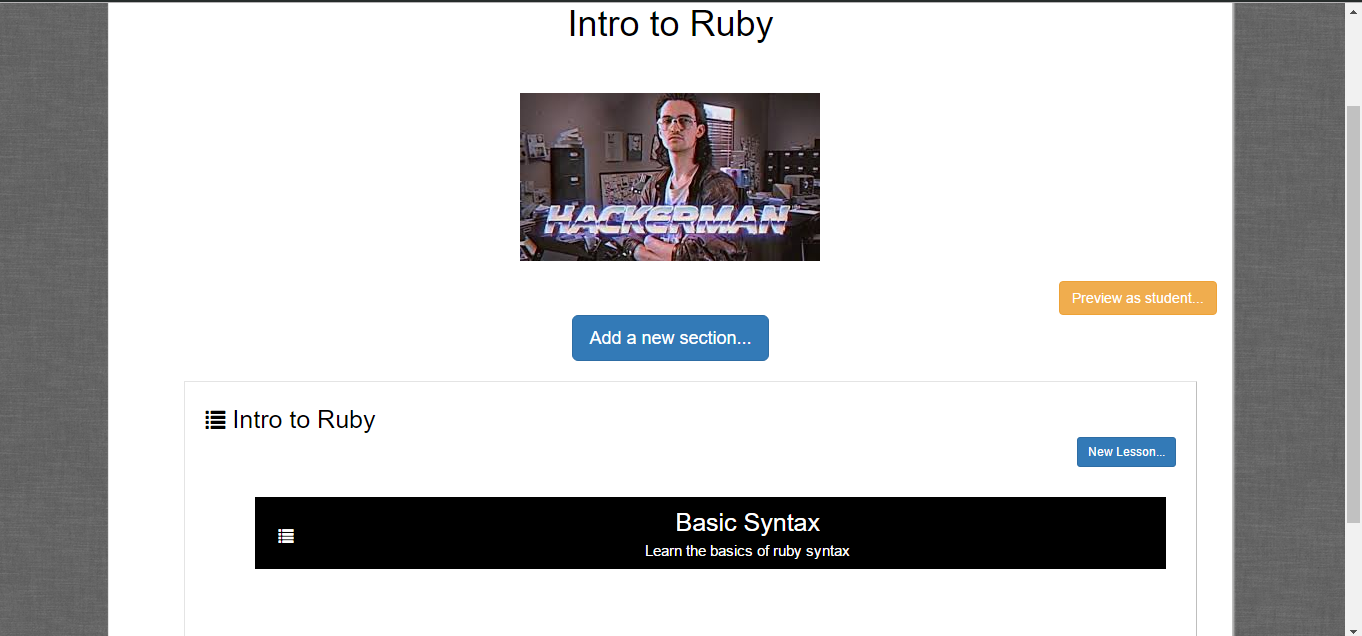 Intro to Ruby
HACKERMAN
Preview as student...
Add a new section...
Intro to Ruby
New Lesson...
Basic Syntax
Learn the basics of ruby syntax